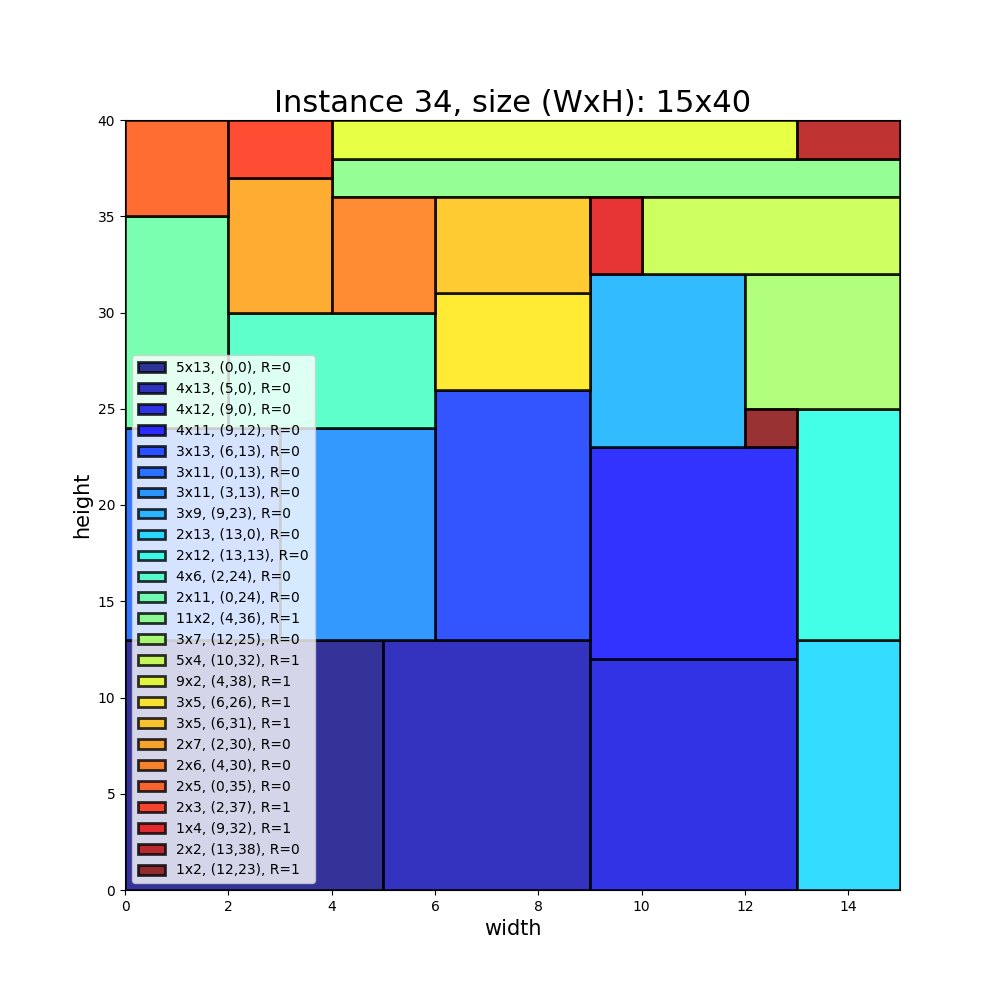 Instance 34, size (WxH): 15x40
40
35
30
25
20
15
10
5
0
height
5x13, (0,0), R=0
4x13, (5,0), R=0
4x12, (9,0), R=0
4x11, (9,12), R=0
3x13, (6,13), R=0
3x11, (0,13), R=0
3x11, (3,13), R=0
3x9, (9,23), R=0
2x13, (13,0), R=0
2x12, (13,13), R=0
4x6, (2,24), R=0
2x11, (0,24), R=0
11x2, (4,36), R=1
3x7, (12,25), R=0
5x4, (10,32), R=1
9x2, (4,38), R=1
3x5, (6,26), R=1
3x5, (6,31), R=1
2x7, (2,30), R=0
2x6, (4,30), R=0
2x5, (0,35), R=0
2x3, (2,37), R=1
1x4, (9,32), R=1
2x2, (13,38), R=0
1x2, (12,23), R=1
0 2 4 6 8 10 12 14
width